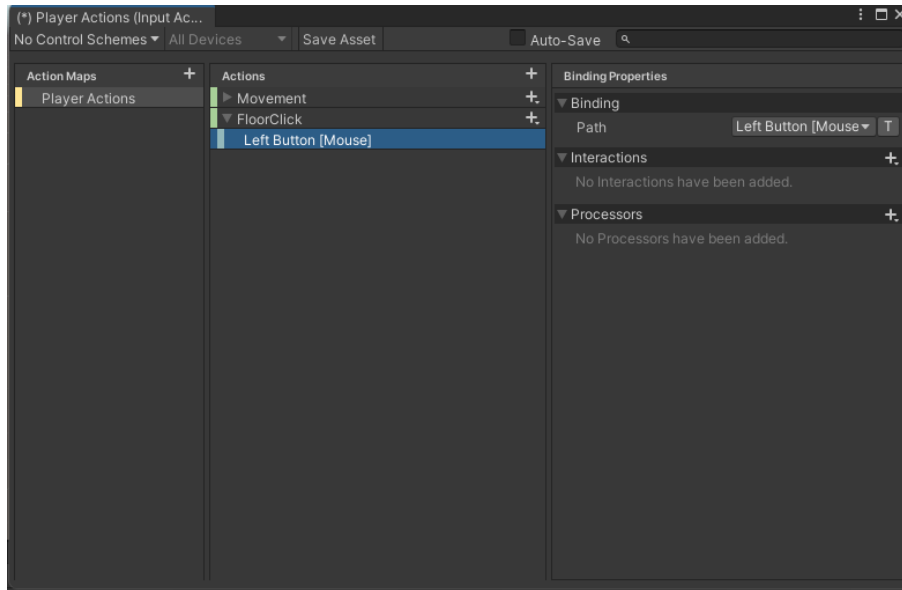 (*) Player Actions (Input Ac...
No Control Schemes All Devices Save Asset Auto-Save
Action Maps
Player Actions
Actions
Movement
FloorClick
Left Button [Mouse]
Binding Properties
Binding
Path Left Button [Mouse T
Interactions
No Interactions have been added.
Processors
No Processors have been added.